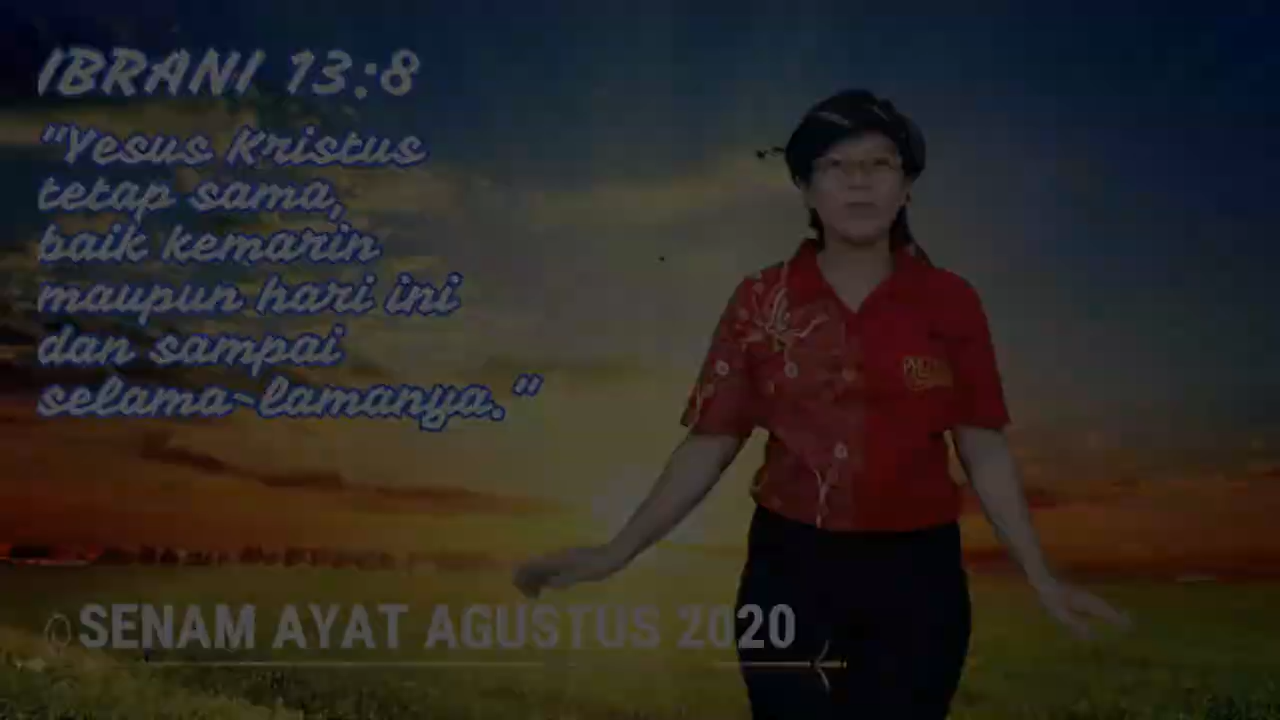 IBRANI 13:8
"Yesus Kristus
tetap sama,
baik kemarin
maupun hari ini
dan sampai
selama-lamanya."
SENAM AYAT AGUSTUS 2020